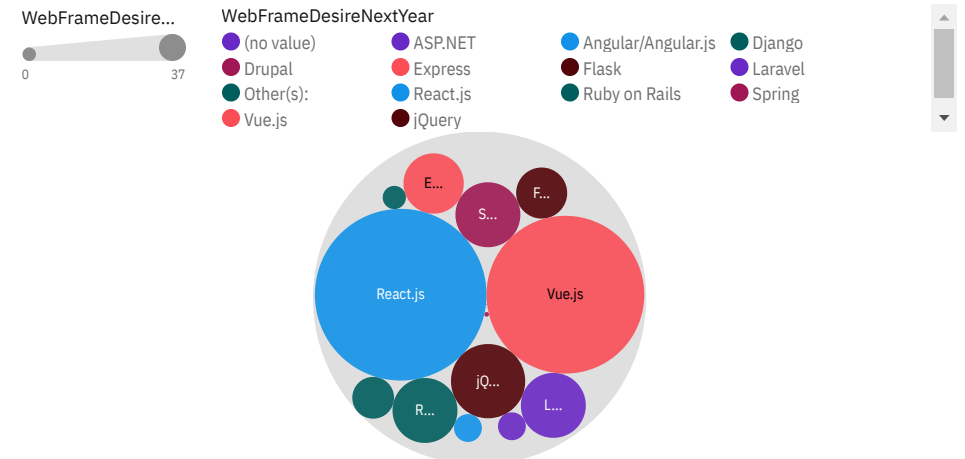 WebFrameDesire...
0 37
WebFrameDesireNextYear
(no value) ASP.NET Angular/Angular.js Django
Drupal Express Flask Laravel
Other(s): React.js Ruby on Rails Spring
Vue.js jQuery
E...
F...
S...
React.js Vue.js
jQ...
L...
R...